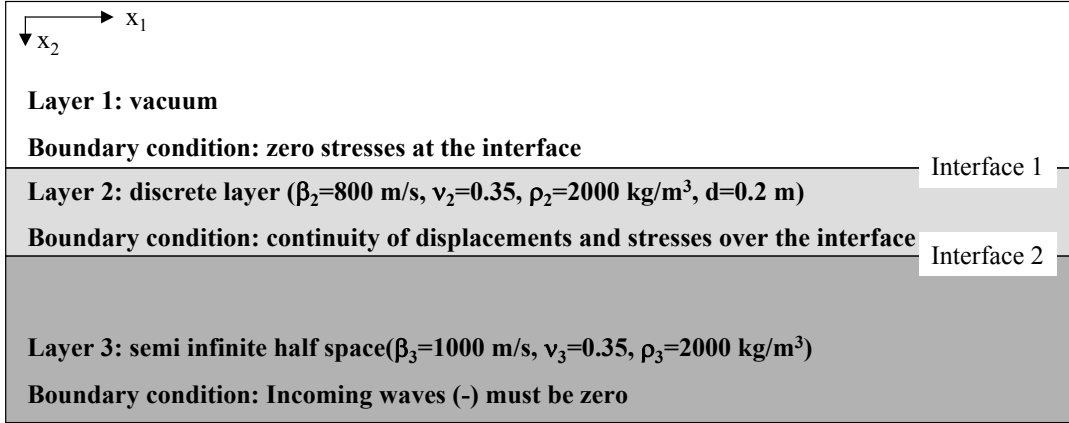 x₁
x₂
Layer 1: vacuum
Boundary condition: zero stresses at the interface
Interface 1
Layer 2: discrete layer (β₂=800 m/s, ν₂=0.35, ρ₂=2000 kg/m³, d=0.2 m)
Boundary condition: continuity of displacements and stresses over the interface
Interface 2
Layer 3: semi infinite half space(β₃=1000 m/s, ν₃=0.35, ρ₃=2000 kg/m³)
Boundary condition: Incoming waves (-) must be zero